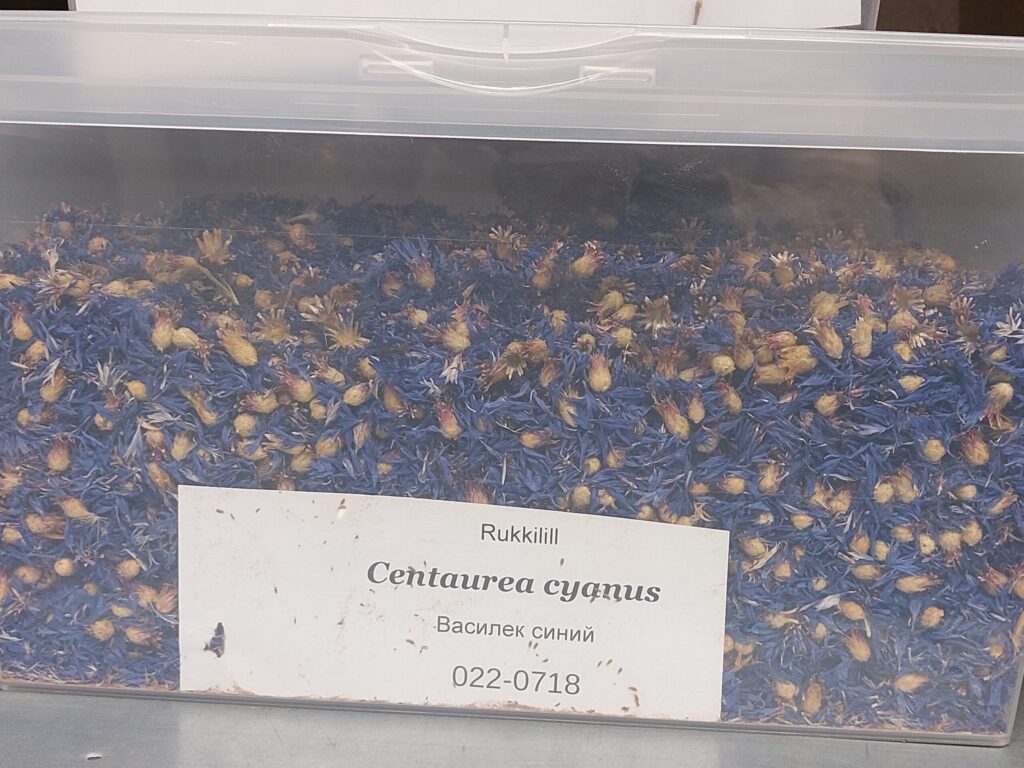 Rukkilill
Centaurea cyanus
Василек синий
022-0718